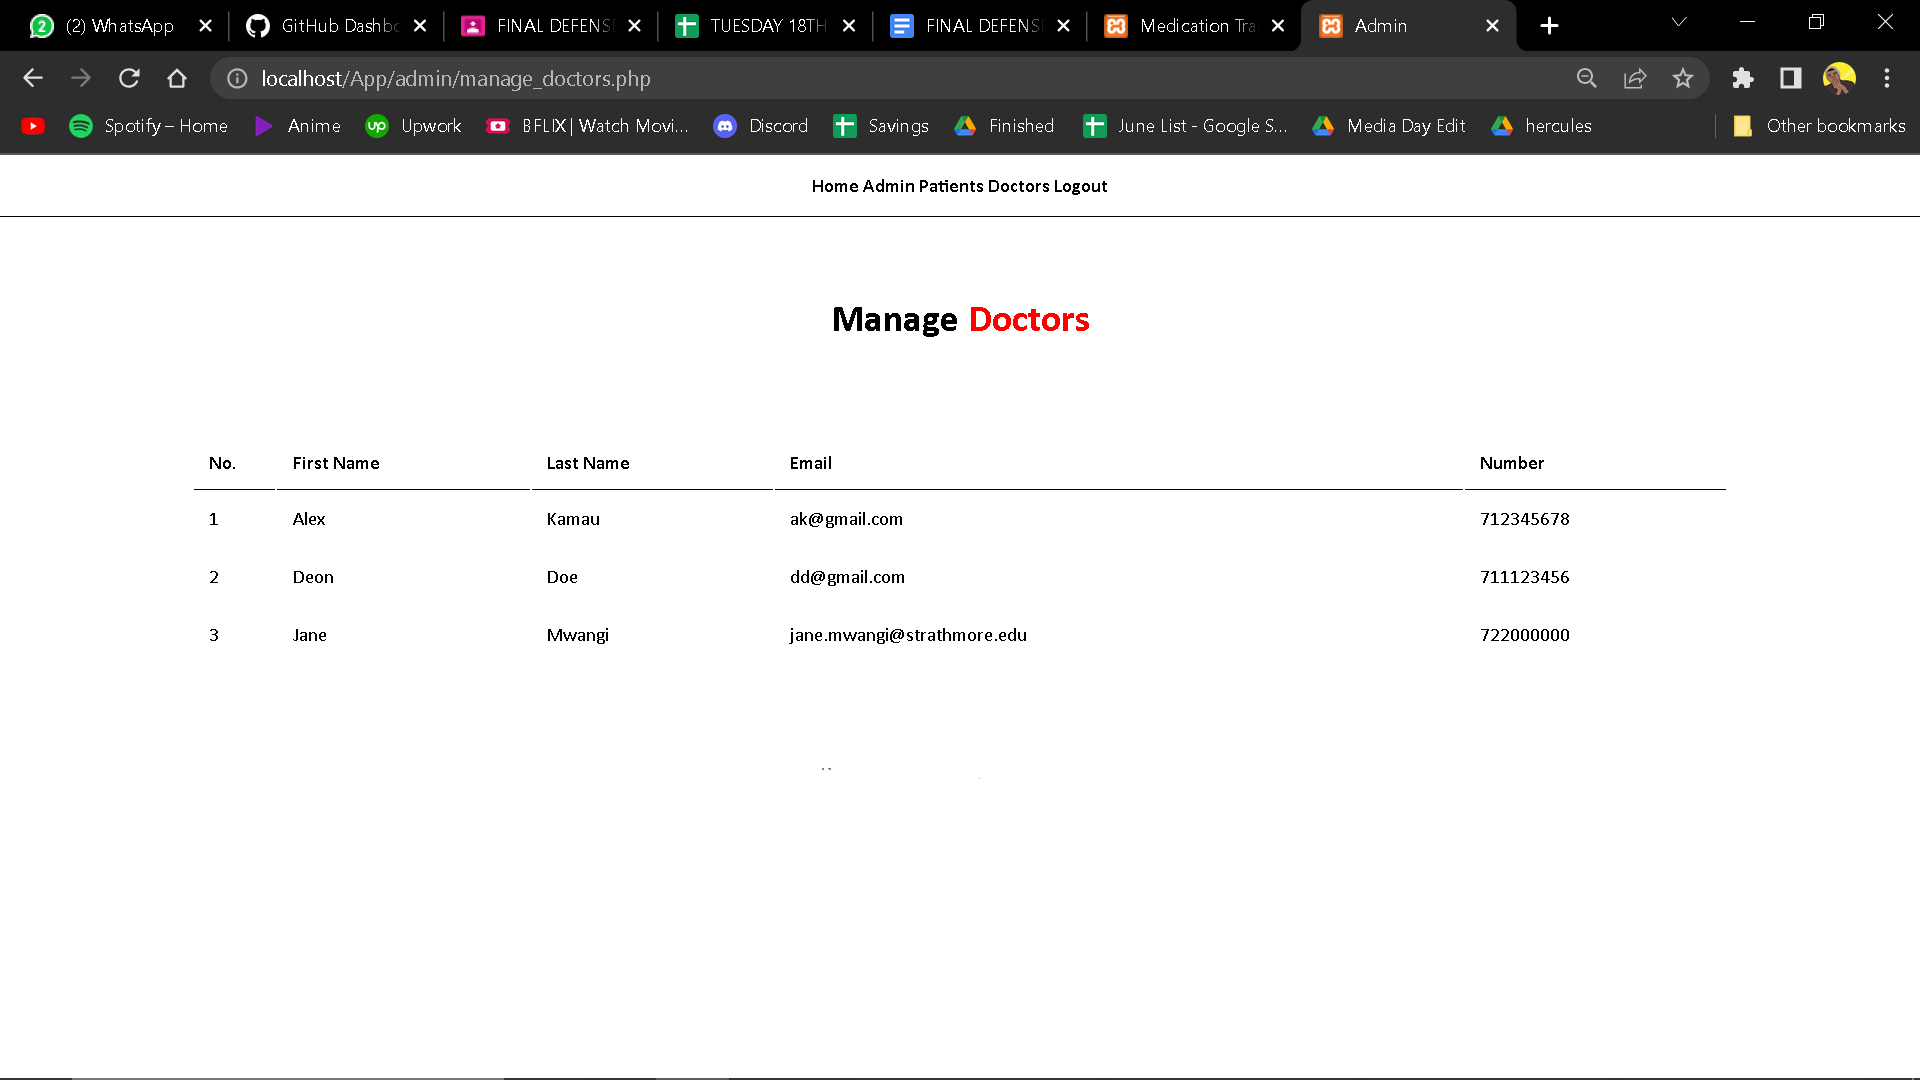 (2) WhatsApp GitHub Dashbo FINAL DEFENSE TUESDAY 18TH FINAL DEFENSE Medication Tra Admin
localhost/App/admin/manage_doctors.php
Spotify – Home Anime Upwork BFLIX | Watch Movi... Discord Savings Finished June List - Google S... Media Day Edit hercules Other bookmarks
Home Admin Patients Doctors Logout
Manage Doctors
No. First Name Last Name Email Number
1 Alex Kamau ak@gmail.com 712345678
2 Deon Doe dd@gmail.com 711123456
3 Jane Mwangi jane.mwangi@strathmore.edu 722000000